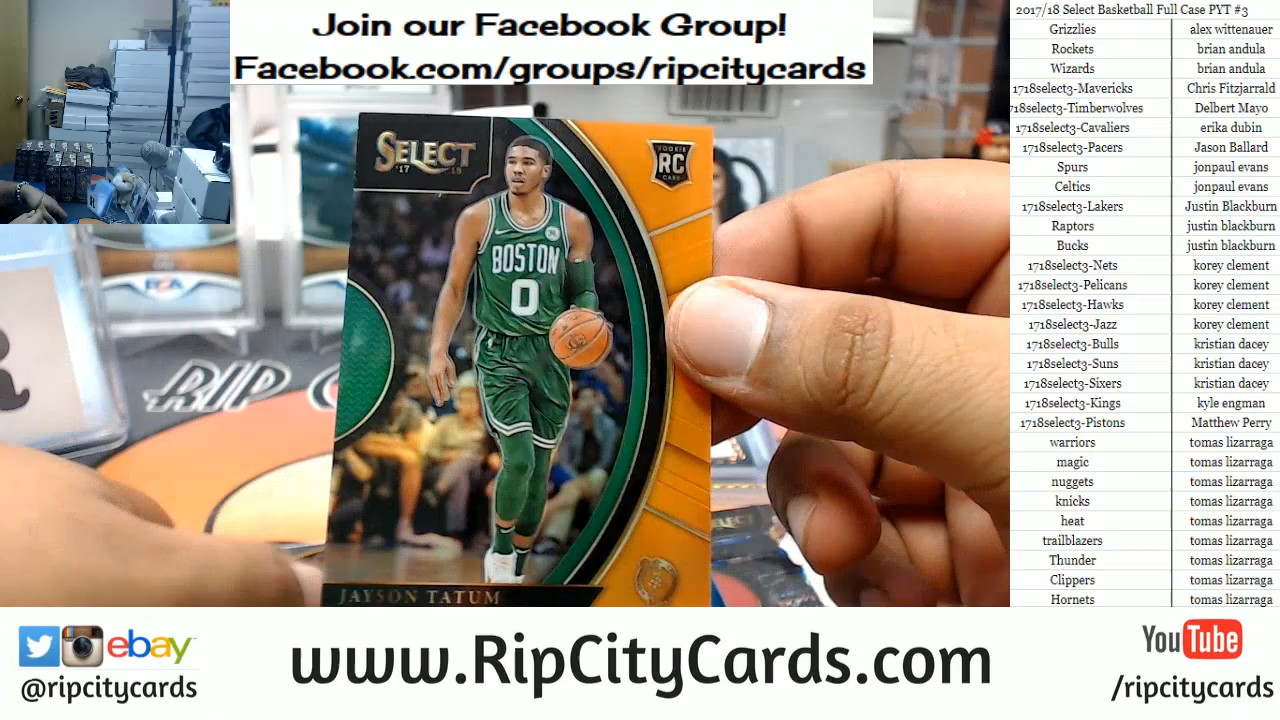 Join our Facebook Group!
Facebook.com/groups/ripcitycards
2017/18 Select Basketball Full Case PYT #3
Grizzlies alex wittenauer
Rockets brian andula
Wizards brian andula
1718select3-Mavericks Chris Fitzjarrald
718select3-Timberwolves Delbert Mayo
1718select3-Cavaliers erika dubin
1718select3-Pacers Jason Ballard
Spurs jonpaul evans
Celtics jonpaul evans
1718select3-Lakers Justin Blackburn
Raptors justin blackburn
Bucks justin blackburn
1718select3-Nets korey clement
1718select3-Pelicans korey clement
1718select3-Hawks korey clement
1718select3-Jazz korey clement
1718select3-Bulls kristian dacey
1718select3-Suns kristian dacey
1718select3-Sixers kristian dacey
1718select3-Kings kyle engman
1718select3-Pistons Matthew Perry
warriors tomas lizarraga
magic tomas lizarraga
nuggets tomas lizarraga
knicks tomas lizarraga
heat tomas lizarraga
trailblazers tomas lizarraga
Thunder tomas lizarraga
Clippers tomas lizarraga
Hornets tomas lizarraga
SELECT
'17 18
ROOKIE
RC
CARD
BOSTON
0
JAYSON TATUM
RIP C
ebay
@ripcitycards
www.RipCityCards.com
YouTube
/ripcitycards